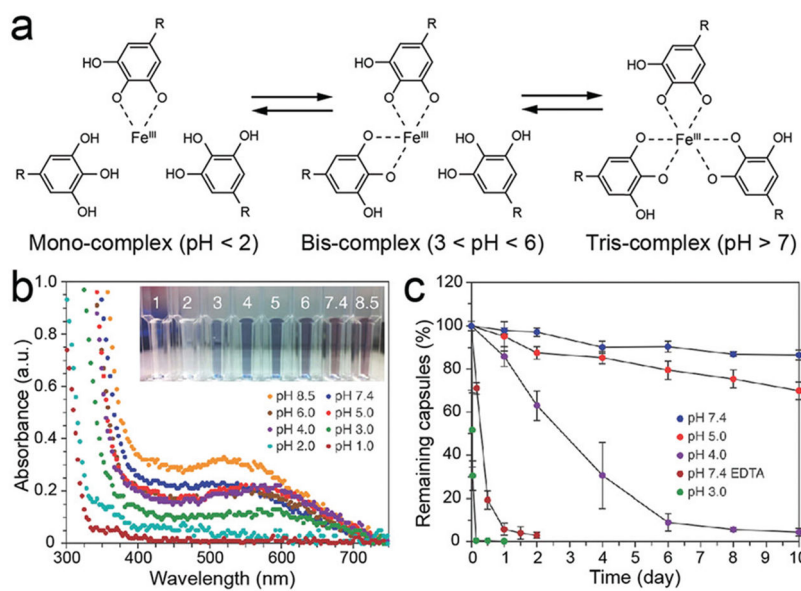 a
R
HO
O
O
Fe^III
OH
OH
OH
R
HO
OH
HO
R
Mono-complex (pH < 2)
R
HO
O
O
Fe^III
O
O
R
OH
OH
HO
OH
R
Bis-complex (3 < pH < 6)
R
HO
O
O
Fe^III
O
O
R
OH
O
O
OH
R
Tris-complex (pH > 7)
b
Absorbance (a.u.)
1.0
0.8
0.6
0.4
0.2
0.0
300 400 500 600 700
Wavelength (nm)
1 2 3 4 5 6 7.4 8.5
pH 8.5 pH 7.4
pH 6.0 pH 5.0
pH 4.0 pH 3.0
pH 2.0 pH 1.0
c
Remaining capsules (%)
120
100
80
60
40
20
0
0 1 2 3 4 5 6 7 8 9 10
Time (day)
pH 7.4
pH 5.0
pH 4.0
pH 7.4 EDTA
pH 3.0